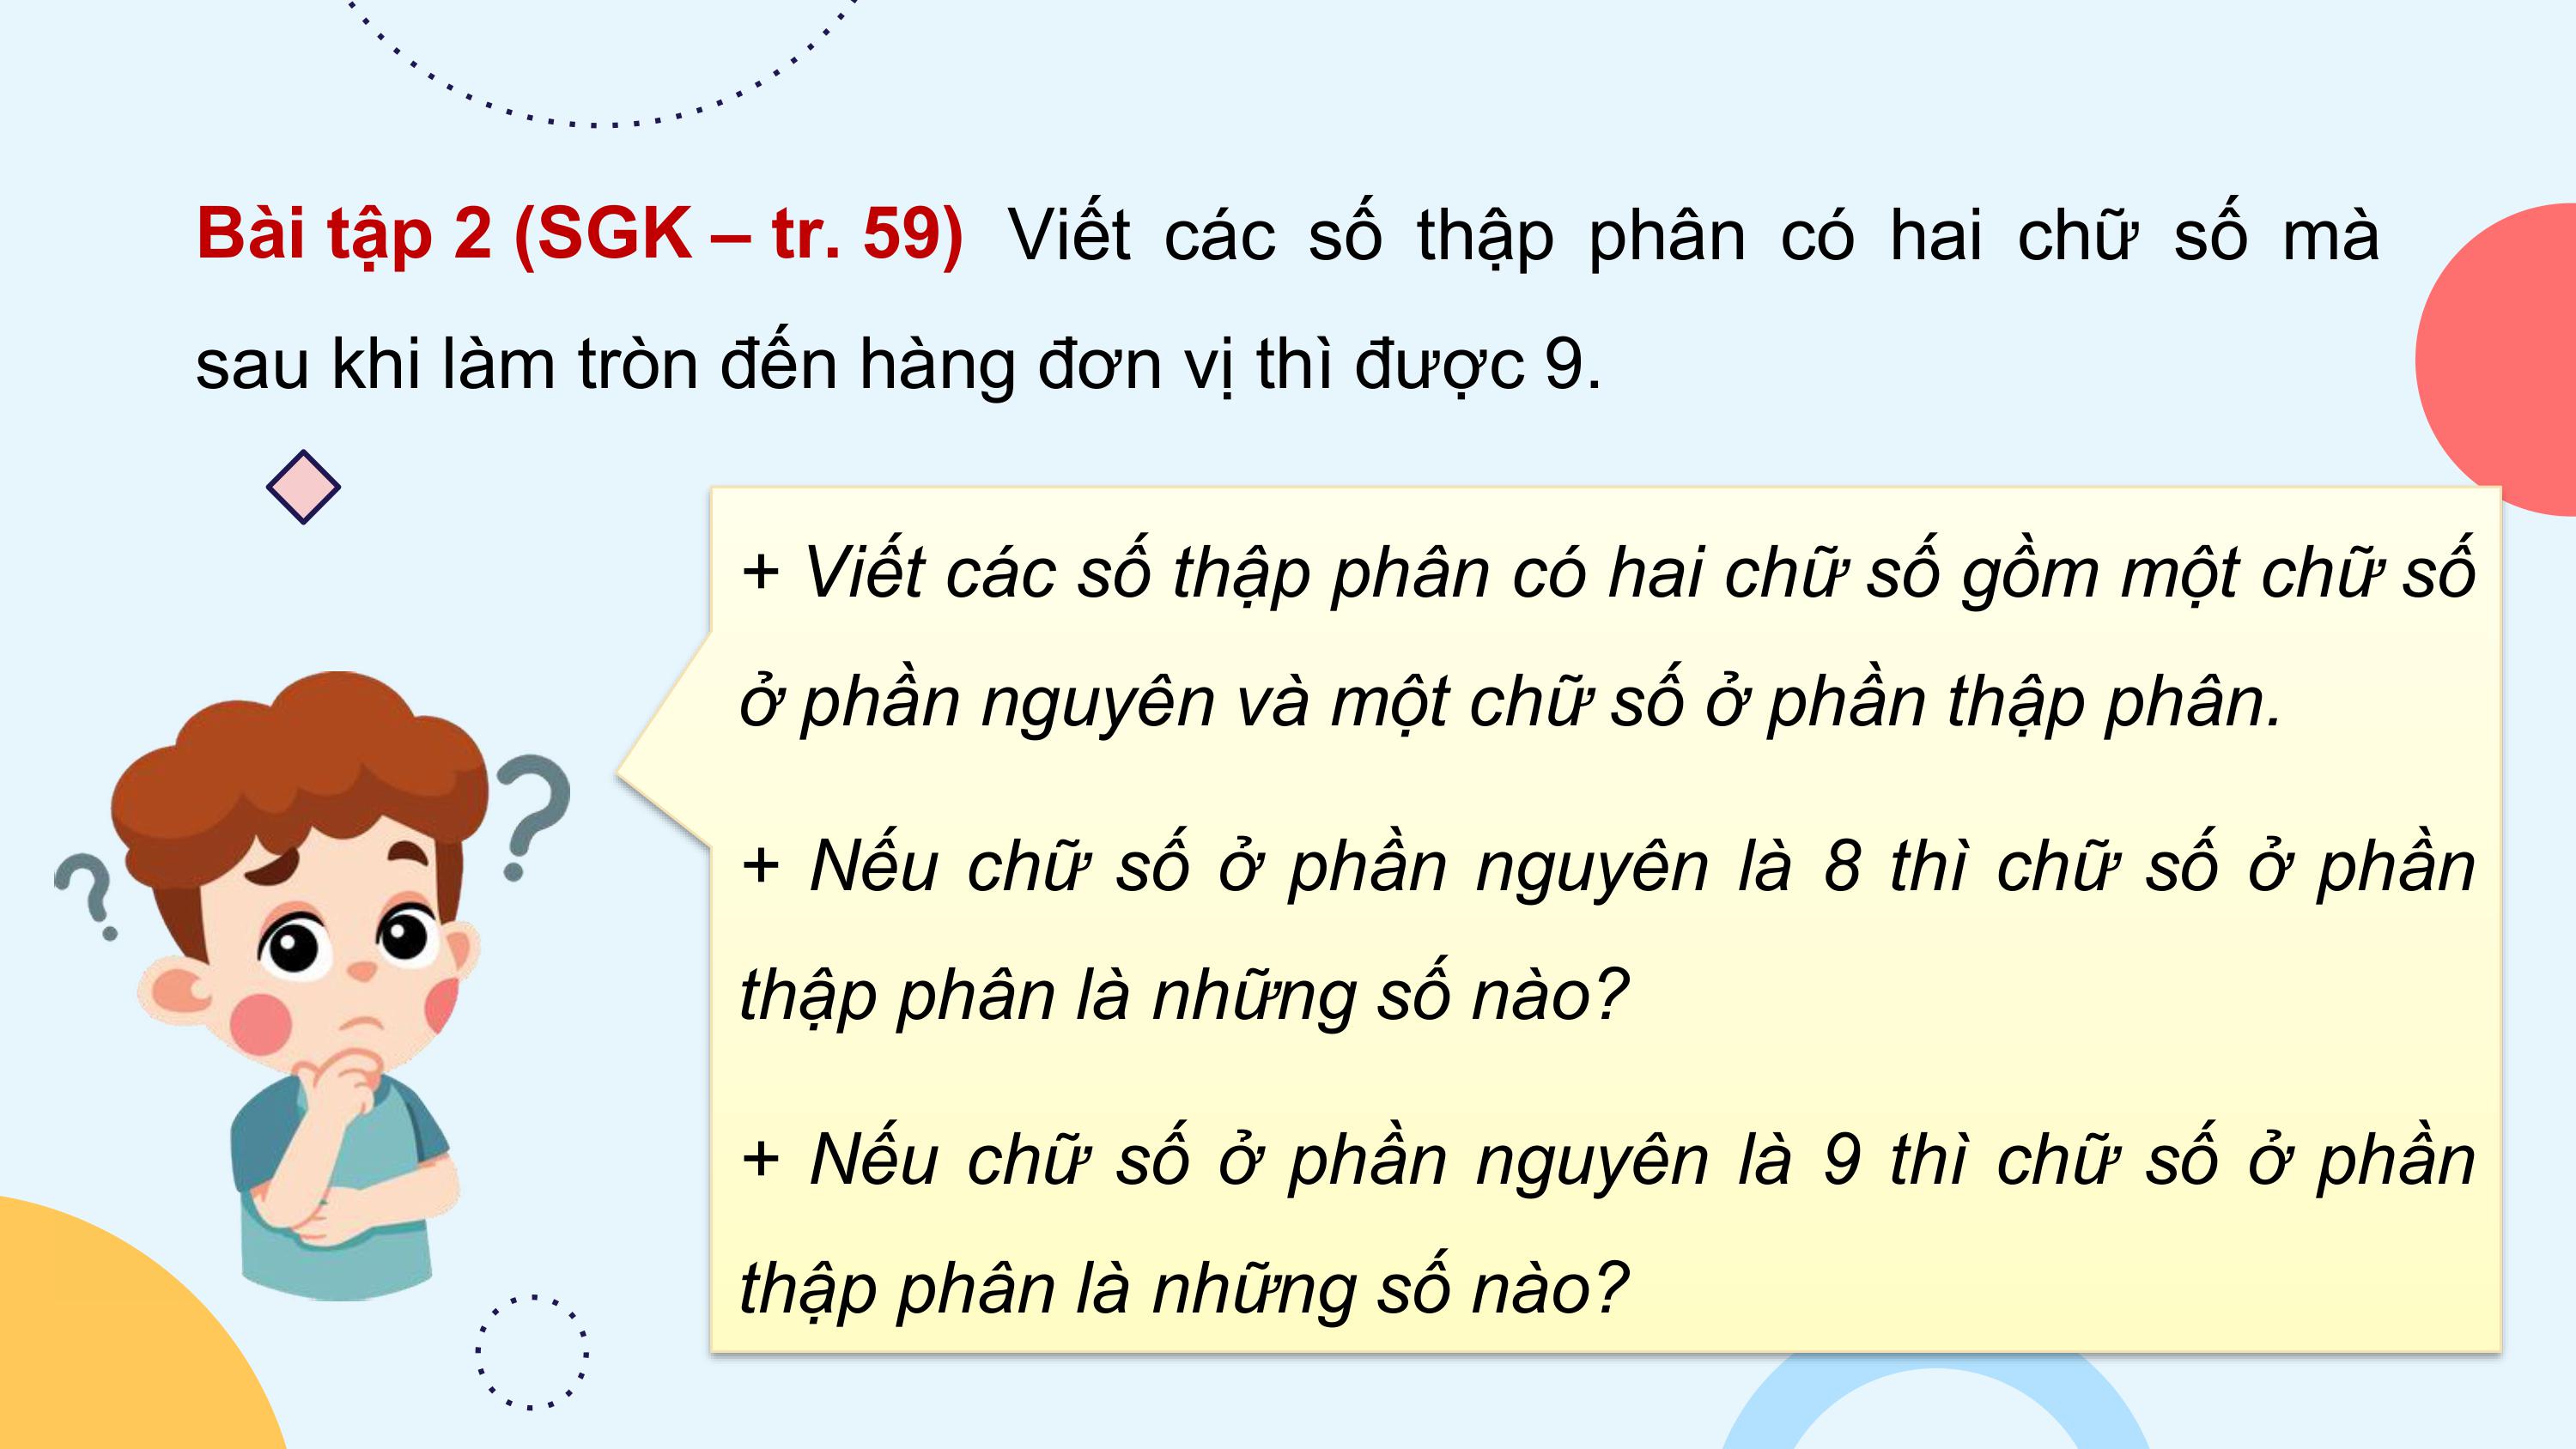 Bài tập 2 (SGK – tr. 59) Viết các số thập phân có hai chữ số mà
sau khi làm tròn đến hàng đơn vị thì được 9.
+ Viết các số thập phân có hai chữ số gồm một chữ số
ở phần nguyên và một chữ số ở phần thập phân.
+ Nếu chữ số ở phần nguyên là 8 thì chữ số ở phần
thập phân là những số nào?
+ Nếu chữ số ở phần nguyên là 9 thì chữ số ở phần
thập phân là những số nào?